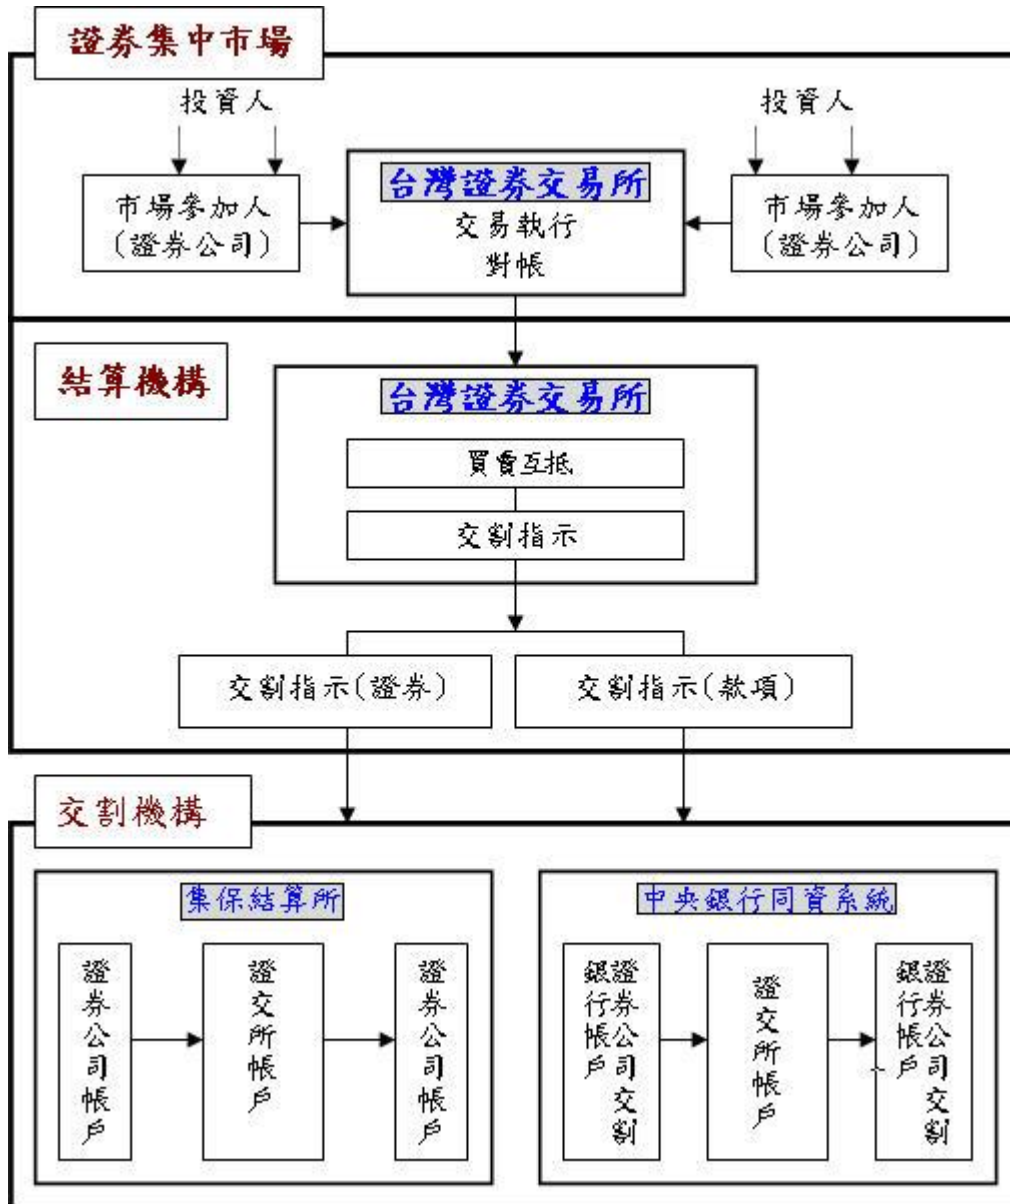 證券集中市場
投資人
投資人
市場參加人
(證券公司)
台灣證券交易所
交易執行
對帳
市場參加人
(證券公司)
結算機構
台灣證券交易所
買賣互抵
交割指示
交割指示(證券)
交割指示(款項)
交割機構
集保結算所
證券公司帳戶
證交所帳戶
證券公司帳戶
中央銀行同資系統
證券公司交割
銀行帳戶
證交所帳戶
證券公司交割
銀行帳戶